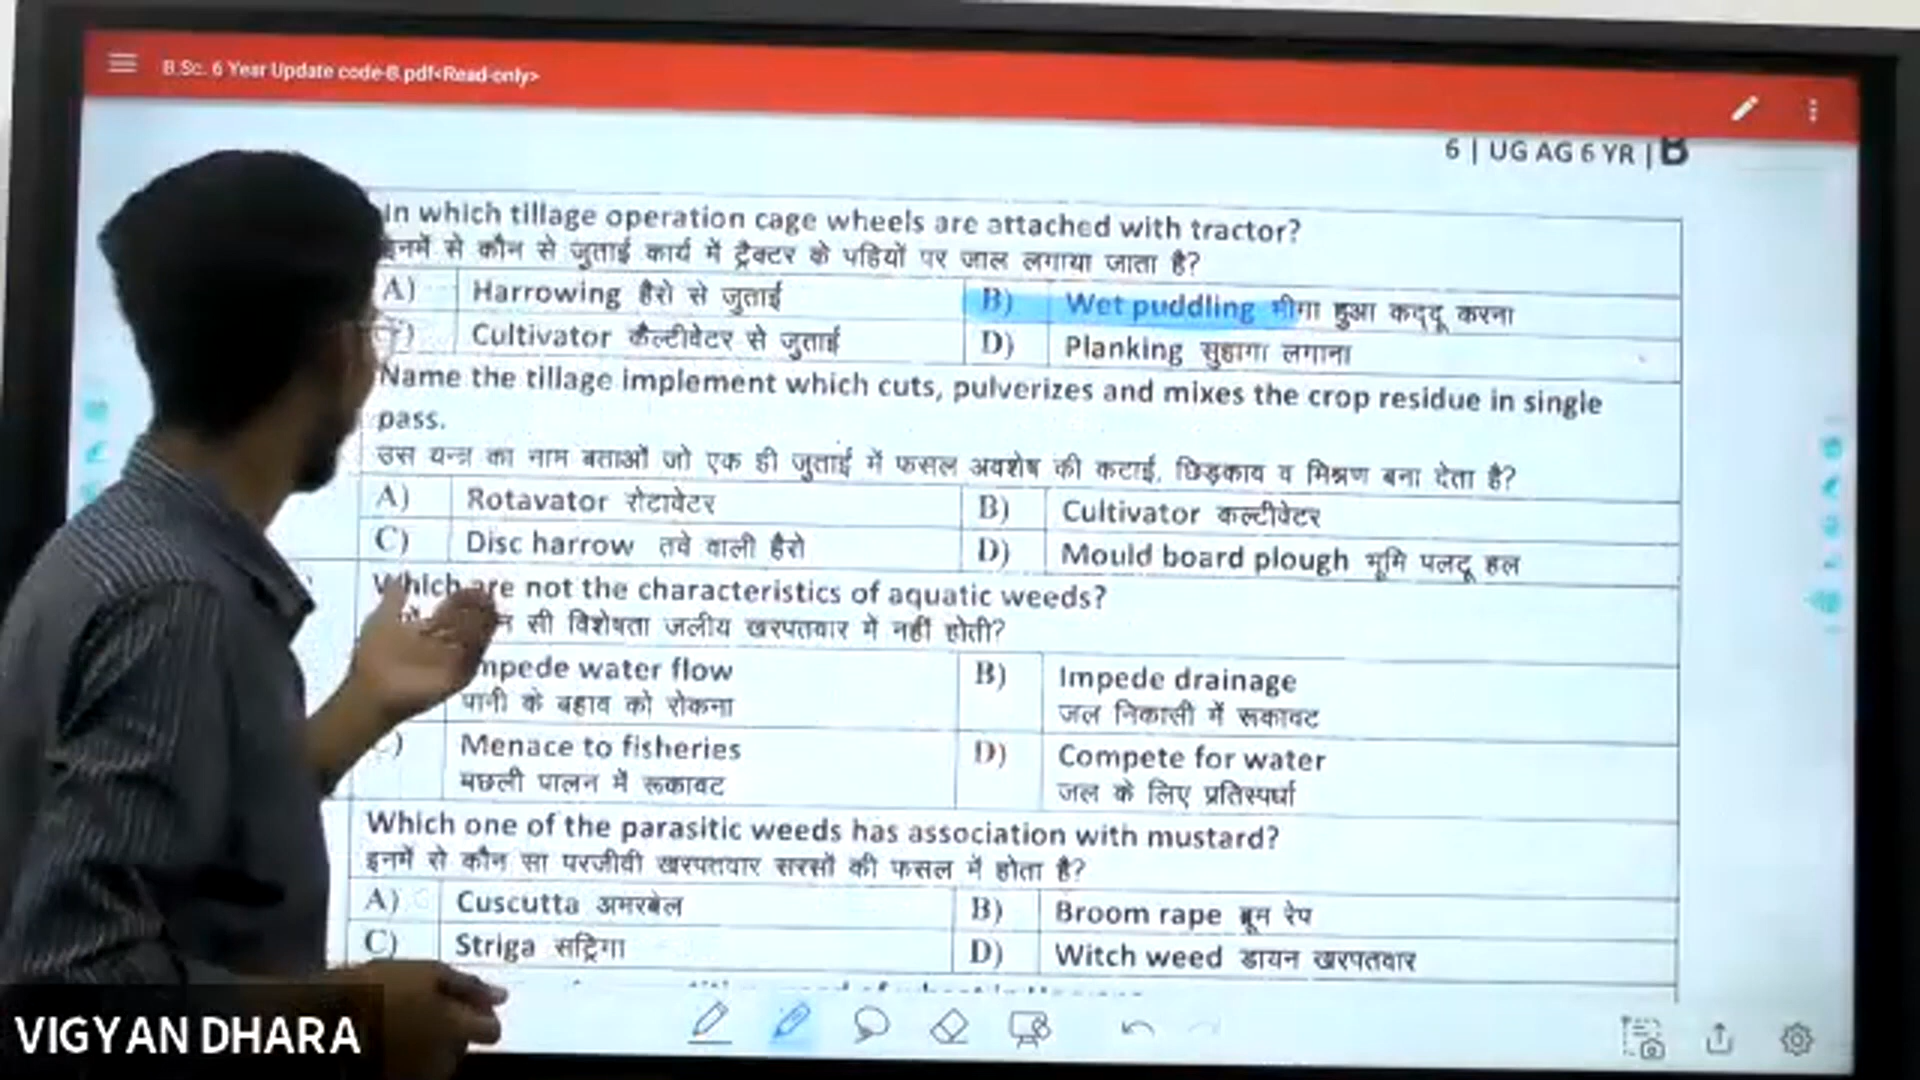 B.Sc. 6 Year Update code-B.pdf<Read-only>
6 | UG AG 6 YR | B
In which tillage operation cage wheels are attached with tractor?
इनमें से कौन से जुताई कार्य में ट्रैक्टर के पहियों पर जाल लगाया जाता है?
A) Harrowing हैरो से जुताई B) Wet puddling भीगा हुआ कद्दू करना
Cultivator कैल्टीवेटर से जुताई D) Planking सुहागा लगाना
Name the tillage implement which cuts, pulverizes and mixes the crop residue in single
pass.
उस यन्त्र का नाम बताओं जो एक ही जुताई में फसल अवशेष की कटाई, छिड़काव व मिश्रण बना देता है?
A) Rotavator रोटावेटर B) Cultivator कल्टीवेटर
C) Disc harrow तवे वाली हैरो D) Mould board plough भूमि पलटू हल
Which are not the characteristics of aquatic weeds?
सी विशेषता जलीय खरपतवार में नहीं होती?
mpede water flow B) Impede drainage
पानी के बहाव को रोकना जल निकासी में रूकावट
Menace to fisheries D) Compete for water
मछली पालन में रूकावट जल के लिए प्रतिस्पर्धा
Which one of the parasitic weeds has association with mustard?
इनमें से कौन सा परजीवी खरपतवार सरसों की फसल में होता है?
A) Cuscutta अमरबेल B) Broom rape ब्रूम रेप
C) Striga सट्रिगा D) Witch weed डायन खरपतवार
VIGYAN DHARA